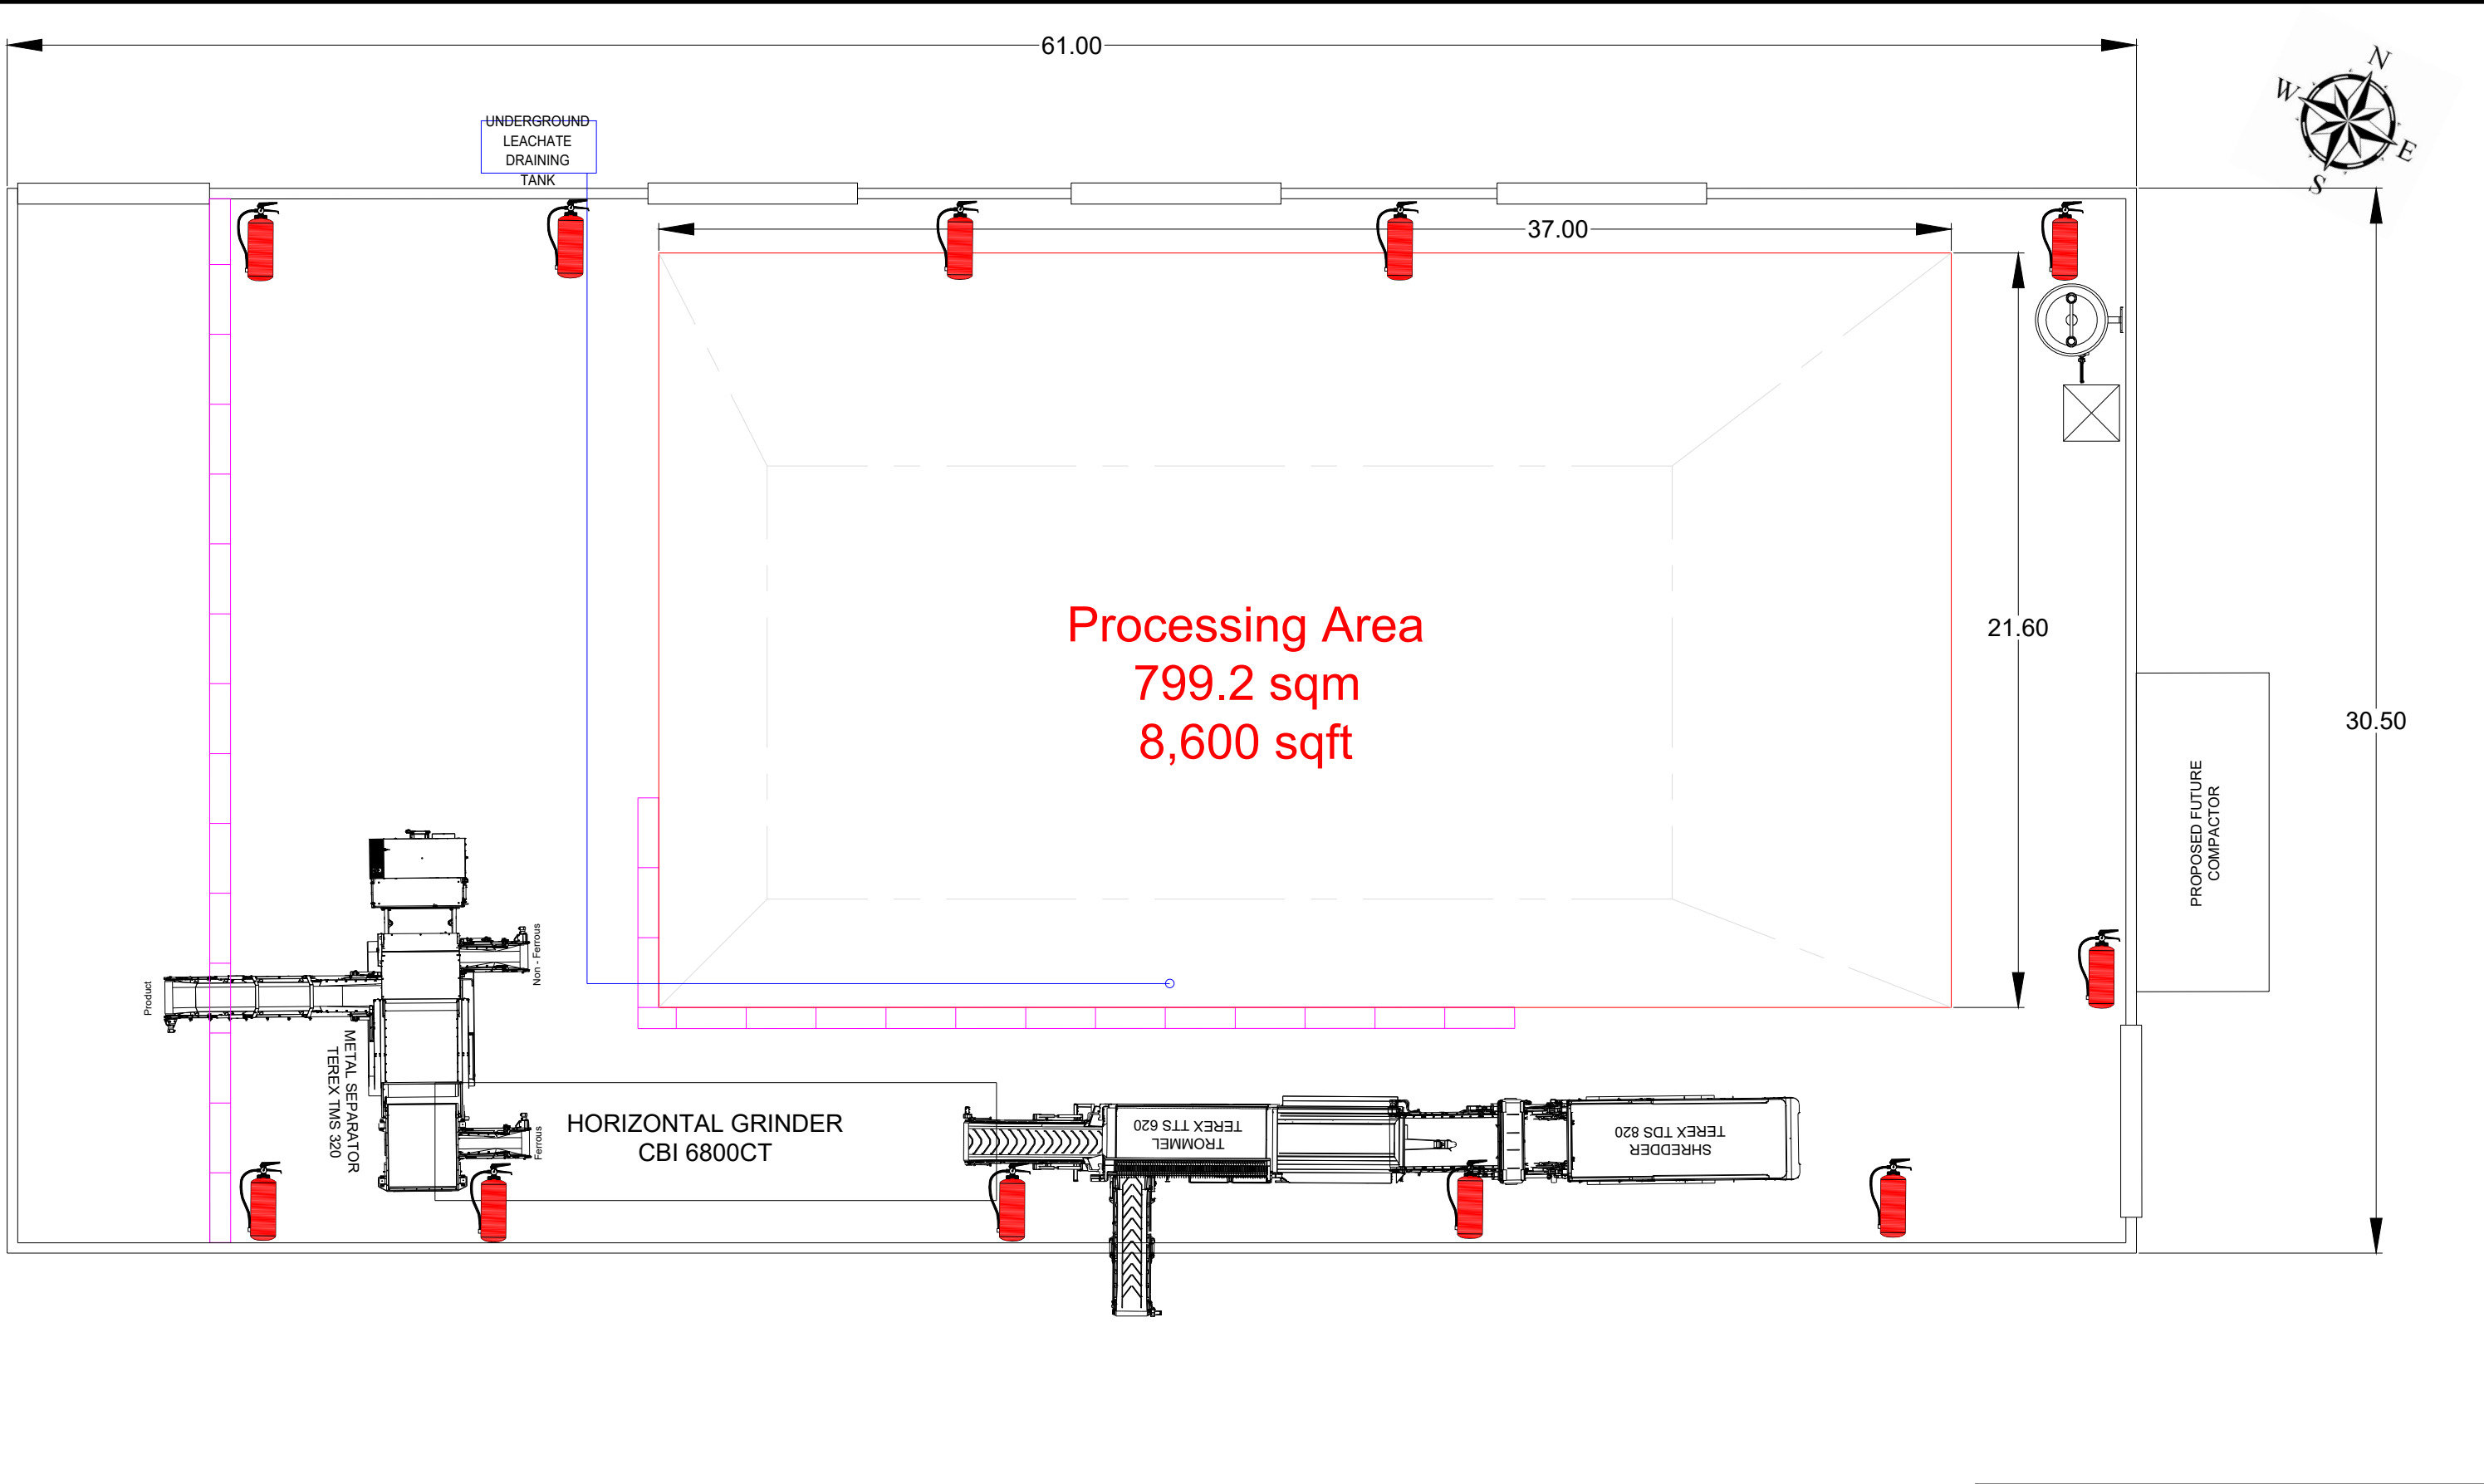 61.00
N
W
E
S
UNDERGROUND
LEACHATE
DRAINING
TANK
37.00
Processing Area
799.2 sqm
8,600 sqft
21.60
30.50
PROPOSED FUTURE
COMPACTOR
Non - Ferrous
Product
METAL SEPARATOR
TEREX TMS 320
Ferrous
HORIZONTAL GRINDER
CBI 6800CT
TROMMEL
TEREX TTS 620
SHREDDER
TEREX TDS 820